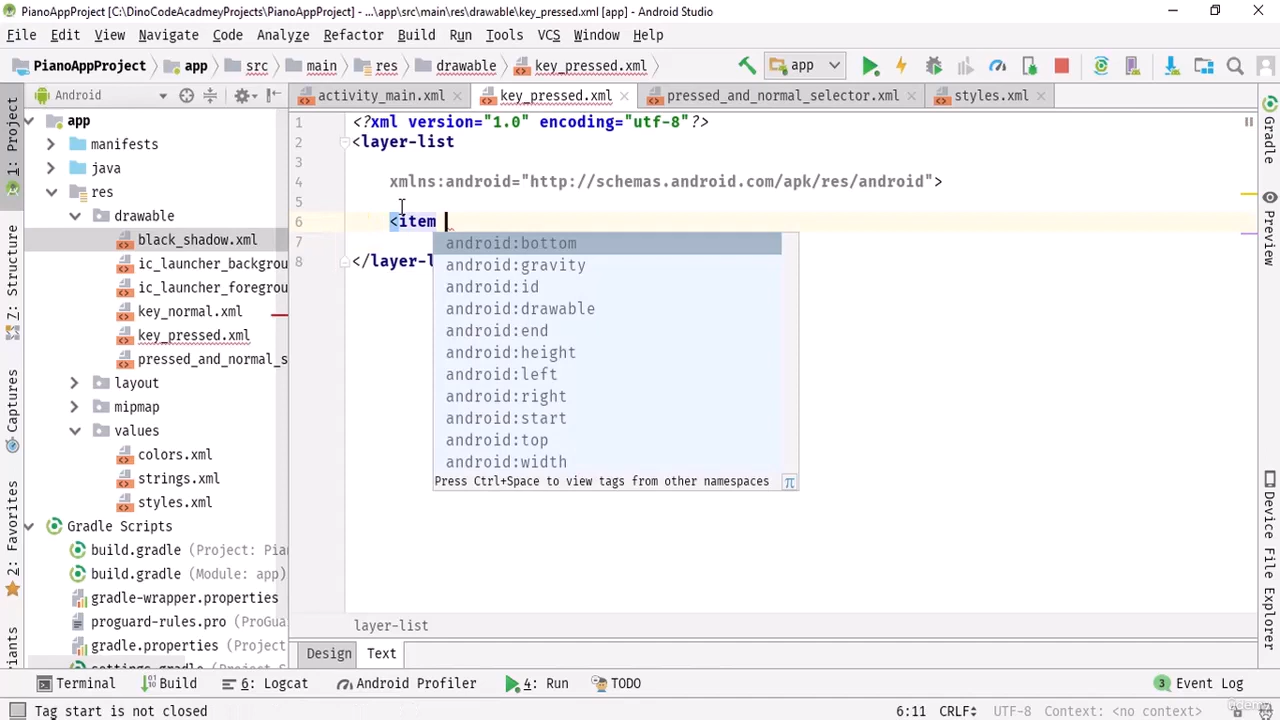 PianoAppProject [C:\DinoCodeAcadmeyProjects\PianoAppProject] - ...\app\src\main\res\drawable\key_pressed.xml [app] - Android Studio
File Edit View Navigate Code Analyze Refactor Build Run Tools VCS Window Help
PianoAppProject app src main res drawable key_pressed.xml app
Android activity_main.xml key_pressed.xml pressed_and_normal_selector.xml styles.xml
1: Project
7: Structure
Captures
2: Favorites
riants
app
manifests
java
res
drawable
black_shadow.xml
ic_launcher_backgrou
ic_launcher_foregrou
key_normal.xml
key_pressed.xml
pressed_and_normal_s
layout
mipmap
values
colors.xml
strings.xml
styles.xml
Gradle Scripts
build.gradle (Project: Pia
build.gradle (Module: app)
gradle-wrapper.properties
proguard-rules.pro (ProGua
gradle.properties (Project
settings.gradle (Project S
1 <?xml version="1.0" encoding="utf-8"?>
2 <layer-list
3
4 xmlns:android="http://schemas.android.com/apk/res/android">
5
6 <item
7
8 </layer-l
android:bottom
android:gravity
android:id
android:drawable
android:end
android:height
android:left
android:right
android:start
android:top
android:width
Press Ctrl+Space to view tags from other namespaces π
layer-list
Design Text
Gradle
Preview
Device File Explorer
Terminal Build 6: Logcat Android Profiler 4: Run TODO 3 Event Log
Tag start is not closed 6:11 CRLF UTF-8 Context: <no context>
Udemy